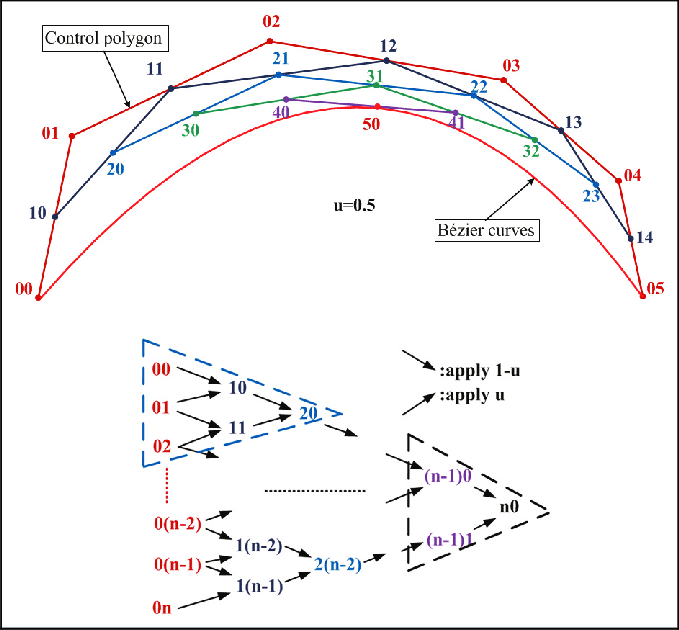 02
Control polygon
12
11
21
03
22
31
40
13
01
50
41
30
32
20
04
23
10
u=0.5
14
Bézier curves
00
05
00
:apply 1-u
10
:apply u
01
20
11
02
(n-1)0
n0
0(n-2)
1(n-2)
(n-1)1
0(n-1)
2(n-2)
1(n-1)
0n